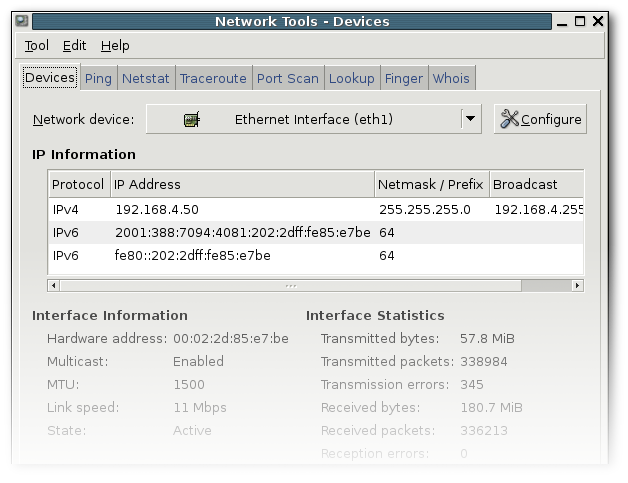 Network Tools - Devices
Tool Edit Help
Devices Ping Netstat Traceroute Port Scan Lookup Finger Whois
Network device: Ethernet Interface (eth1) Configure
IP Information
Protocol IP Address Netmask / Prefix Broadcast
IPv4 192.168.4.50 255.255.255.0 192.168.4.255
IPv6 2001:388:7094:4081:202:2dff:fe85:e7be 64
IPv6 fe80::202:2dff:fe85:e7be 64
Interface Information Interface Statistics
Hardware address: 00:02:2d:85:e7:be Transmitted bytes: 57.8 MiB
Multicast: Enabled Transmitted packets: 338984
MTU: 1500 Transmission errors: 345
Link speed: 11 Mbps Received bytes: 180.7 MiB
State: Active Received packets: 336213
Reception errors: 0